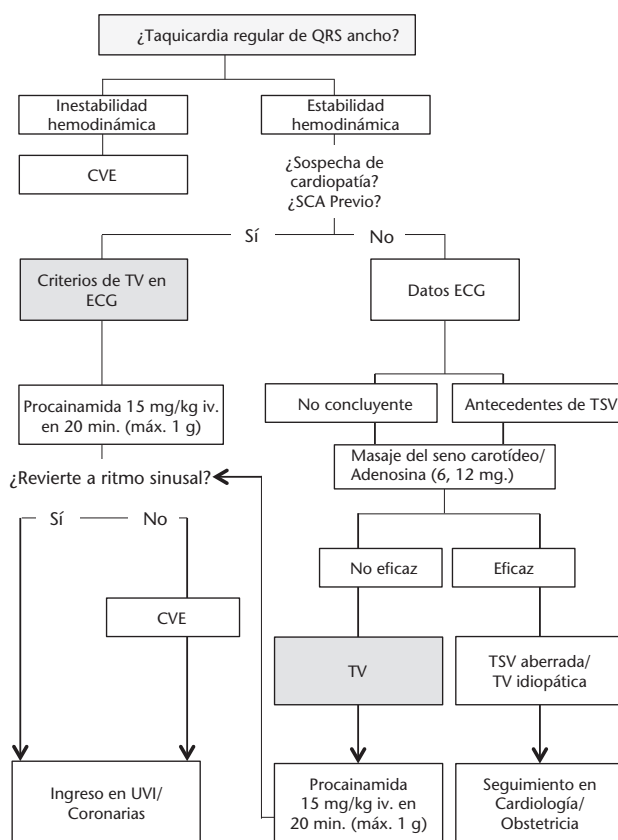 ¿Taquicardia regular de QRS ancho?
Inestabilidad
hemodinámica
Estabilidad
hemodinámica
CVE
¿Sospecha de
cardiopatía?
¿SCA Previo?
Sí
No
Criterios de TV en
ECG
Datos ECG
Procainamida 15 mg/kg iv.
en 20 min. (máx. 1 g)
No concluyente
Antecedentes de TSV
Masaje del seno carotídeo/
Adenosina (6, 12 mg.)
¿Revierte a ritmo sinusal?
Sí
No
No eficaz
Eficaz
CVE
TV
TSV aberrada/
TV idiopática
Ingreso en UVI/
Coronarias
Procainamida
15 mg/kg iv. en
20 min. (máx. 1 g)
Seguimiento en
Cardiología/
Obstetricia